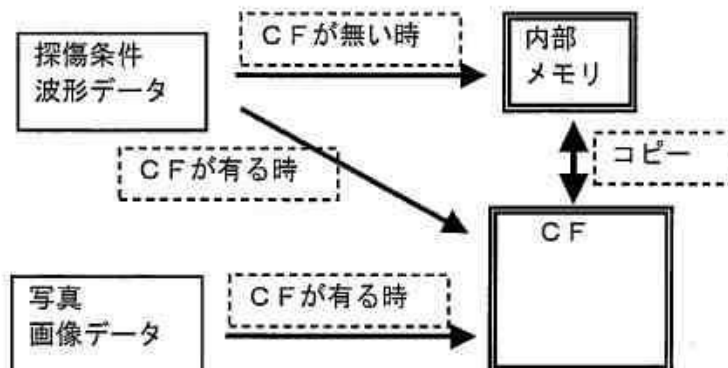 探傷条件
波形データ
ＣＦが無い時
内部
メモリ
コピー
ＣＦが有る時
ＣＦ
写真
画像データ
ＣＦが有る時